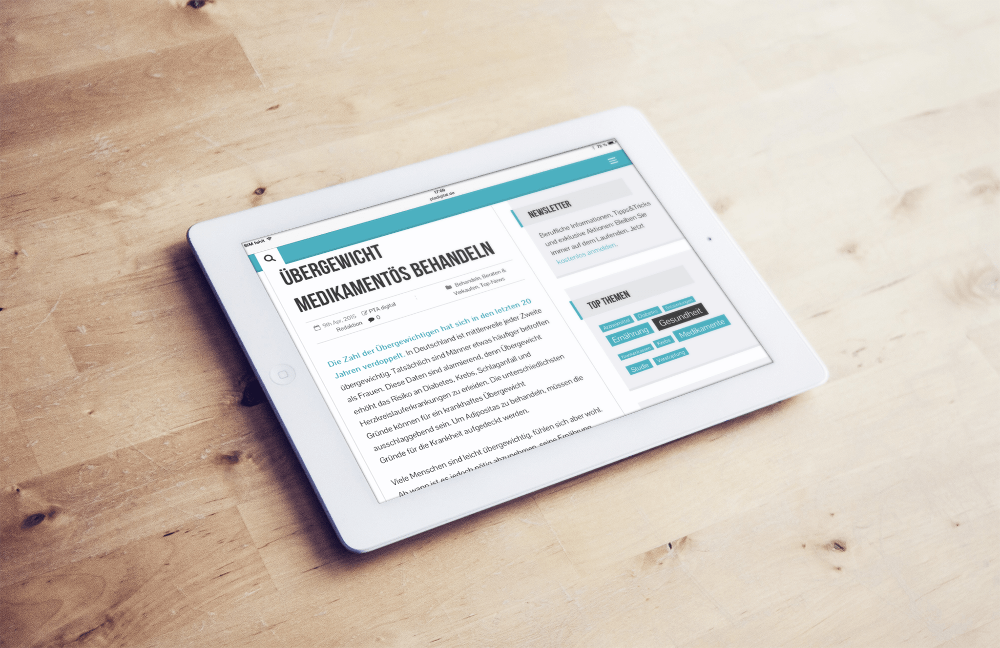 SIM fehlt
17:09
72 %
ptadigital.de
ÜBERGEWICHT
MEDIKAMENTÖS BEHANDELN
9th Apr, 2015 PTA digital
Redaktion 0
Behandeln, Beraten &
Verkaufen, Top-News
Die Zahl der Übergewichtigen hat sich in den letzten 20
Jahren verdoppelt. In Deutschland ist mittlerweile jeder Zweite
übergewichtig. Tatsächlich sind Männer etwas häufiger betroffen
als Frauen. Diese Daten sind alarmierend, denn Übergewicht
erhöht das Risiko an Diabetes, Krebs, Schlaganfall und
Herzkreislauferkrankungen zu erleiden. Die unterschiedlichsten
Gründe können für ein krankhaftes Übergewicht
ausschlaggebend sein. Um Adipositas zu behandeln, müssen die
Gründe für die Krankheit aufgedeckt werden.
Viele Menschen sind leicht übergewichtig, fühlen sich aber wohl.
Ab wann ist es jedoch nötig abzunehmen, seine Ernährung
NEWSLETTER
Berufliche Informationen, Tipps&Tricks
und exklusive Aktionen: Bleiben Sie
immer auf dem Laufenden. Jetzt
kostenlos anmelden.
TOP THEMEN
Arzneimittel Diabetes Entzündungen
Ernährung Gesundheit
Krankenkassen Krebs Medikamente
Studie Verstopfung